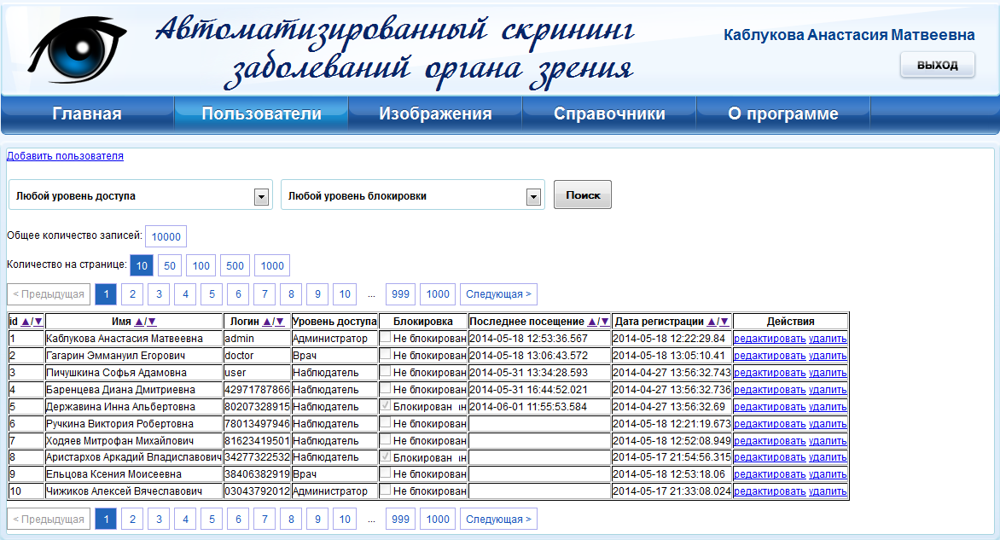 Автоматизированный скрининг
заболеваний органа зрения
Каблукова Анастасия Матвеевна
ВЫХОД
Главная Пользователи Изображения Справочники О программе
Добавить пользователя
Любой уровень доступа Любой уровень блокировки Поиск
Общее количество записей: 10000
Количество на странице: 10 50 100 500 1000
< Предыдущая 1 2 3 4 5 6 7 8 9 10 ... 999 1000 Следующая >
id ▲/▼ Имя ▲/▼ Логин ▲/▼ Уровень доступа Блокировка Последнее посещение ▲/▼ Дата регистрации ▲/▼ Действия
1 Каблукова Анастасия Матвеевна admin Администратор Не блокирован 2014-05-18 12:53:36.567 2014-05-18 12:22:29.84 редактировать удалить
2 Гагарин Эммануил Егорович doctor Врач Не блокирован 2014-05-18 13:06:43.572 2014-05-18 13:05:10.41 редактировать удалить
3 Пичушкина Софья Адамовна user Наблюдатель Не блокирован 2014-05-31 13:34:28.593 2014-04-27 13:56:32.743 редактировать удалить
4 Баренцева Диана Дмитриевна 42971787866 Наблюдатель Не блокирован 2014-05-31 16:44:52.021 2014-04-27 13:56:32.736 редактировать удалить
5 Державина Инна Альбертовна 80207328915 Наблюдатель Блокирован 2014-06-01 11:55:53.584 2014-04-27 13:56:32.69 редактировать удалить
6 Ручкина Виктория Робертовна 78013497946 Наблюдатель Не блокирован 2014-05-18 12:21:19.673 редактировать удалить
7 Ходяев Митрофан Михайлович 81623419501 Наблюдатель Не блокирован 2014-05-18 12:52:08.949 редактировать удалить
8 Аристархов Аркадий Владиславович 34277322532 Наблюдатель Блокирован 2014-05-17 21:54:56.315 редактировать удалить
9 Ельцова Ксения Моисеевна 38406382919 Врач Не блокирован 2014-05-18 12:53:18.06 редактировать удалить
10 Чижиков Алексей Вячеславович 03043792012 Администратор Не блокирован 2014-05-17 21:33:08.024 редактировать удалить
< Предыдущая 1 2 3 4 5 6 7 8 9 10 ... 999 1000 Следующая >